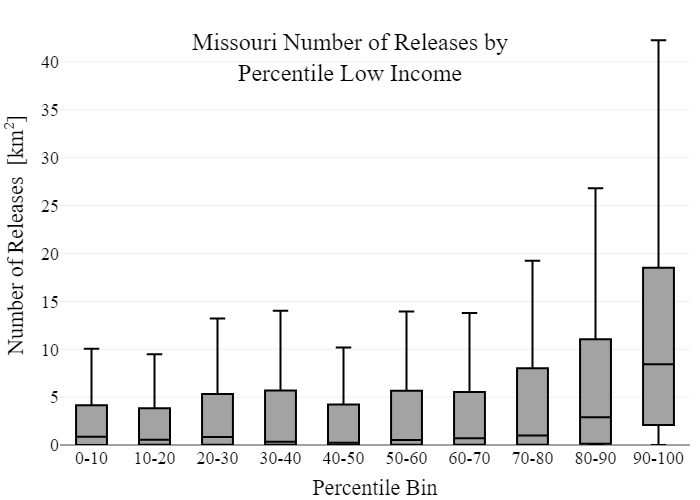 Missouri Number of Releases by
Percentile Low Income
Number of Releases [km²]
40
35
30
25
20
15
10
5
0
0-10 10-20 20-30 30-40 40-50 50-60 60-70 70-80 80-90 90-100
Percentile Bin